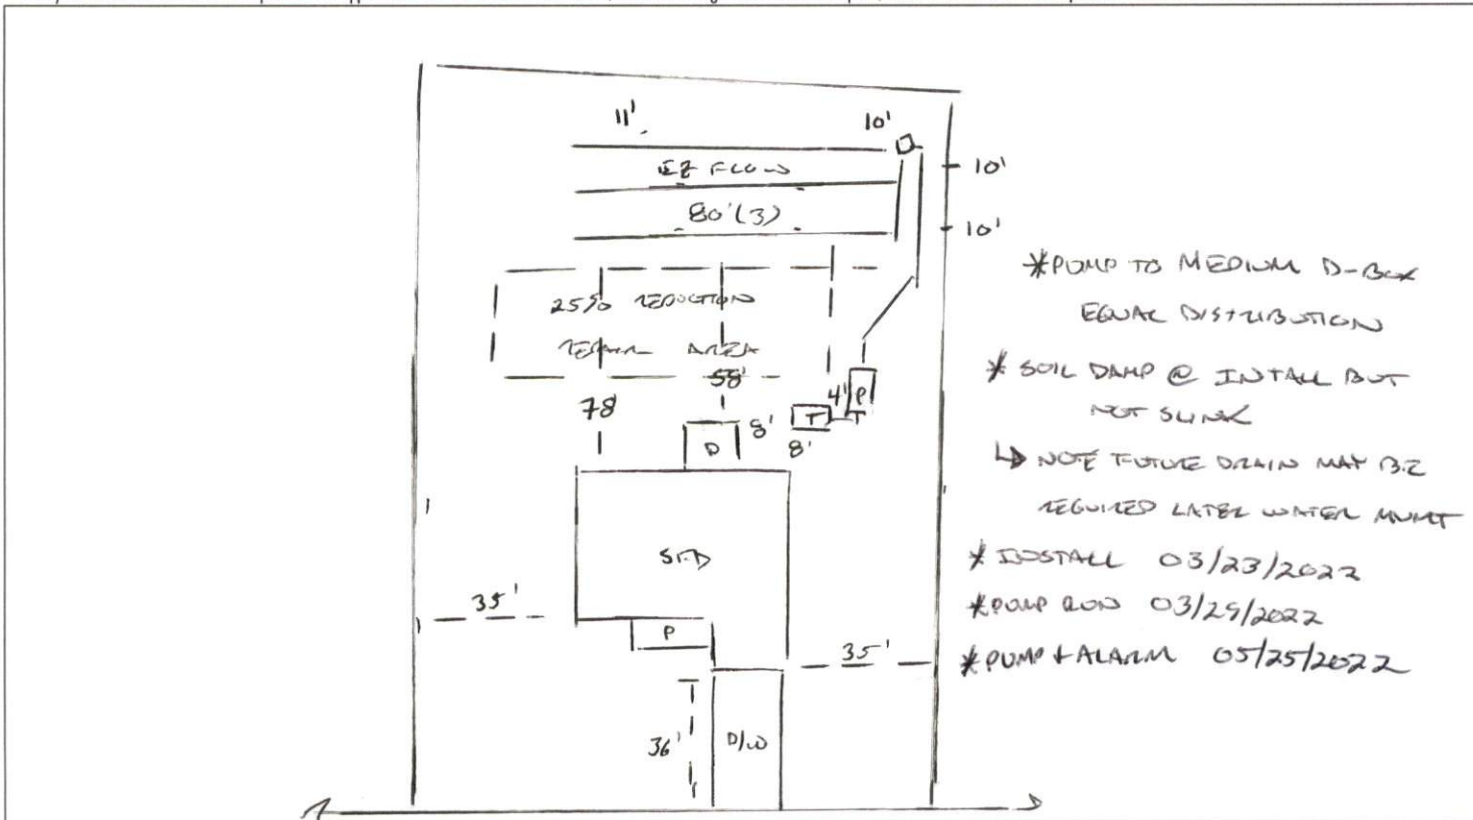 11'
10'
EZ FLOW
10'
80'(3)
10'
25% REDUCTION
REPAIR AREA
58'
78'
4'
P
T
T
D
8'
8'
SFD
35'
P
35'
36'
D/W
*PUMP TO MEDIUM D-BOX
EQUAL DISTRIBUTION
* SOIL DAMP @ INTALL BUT
NOT SLINK
↳ NOTE FUTURE DRAIN MAY BE
REQUIRED LATER WATER MNMT
* INSTALL 03/23/2022
*PUMP RUN 03/29/2022
*PUMP + ALARM 05/25/2022